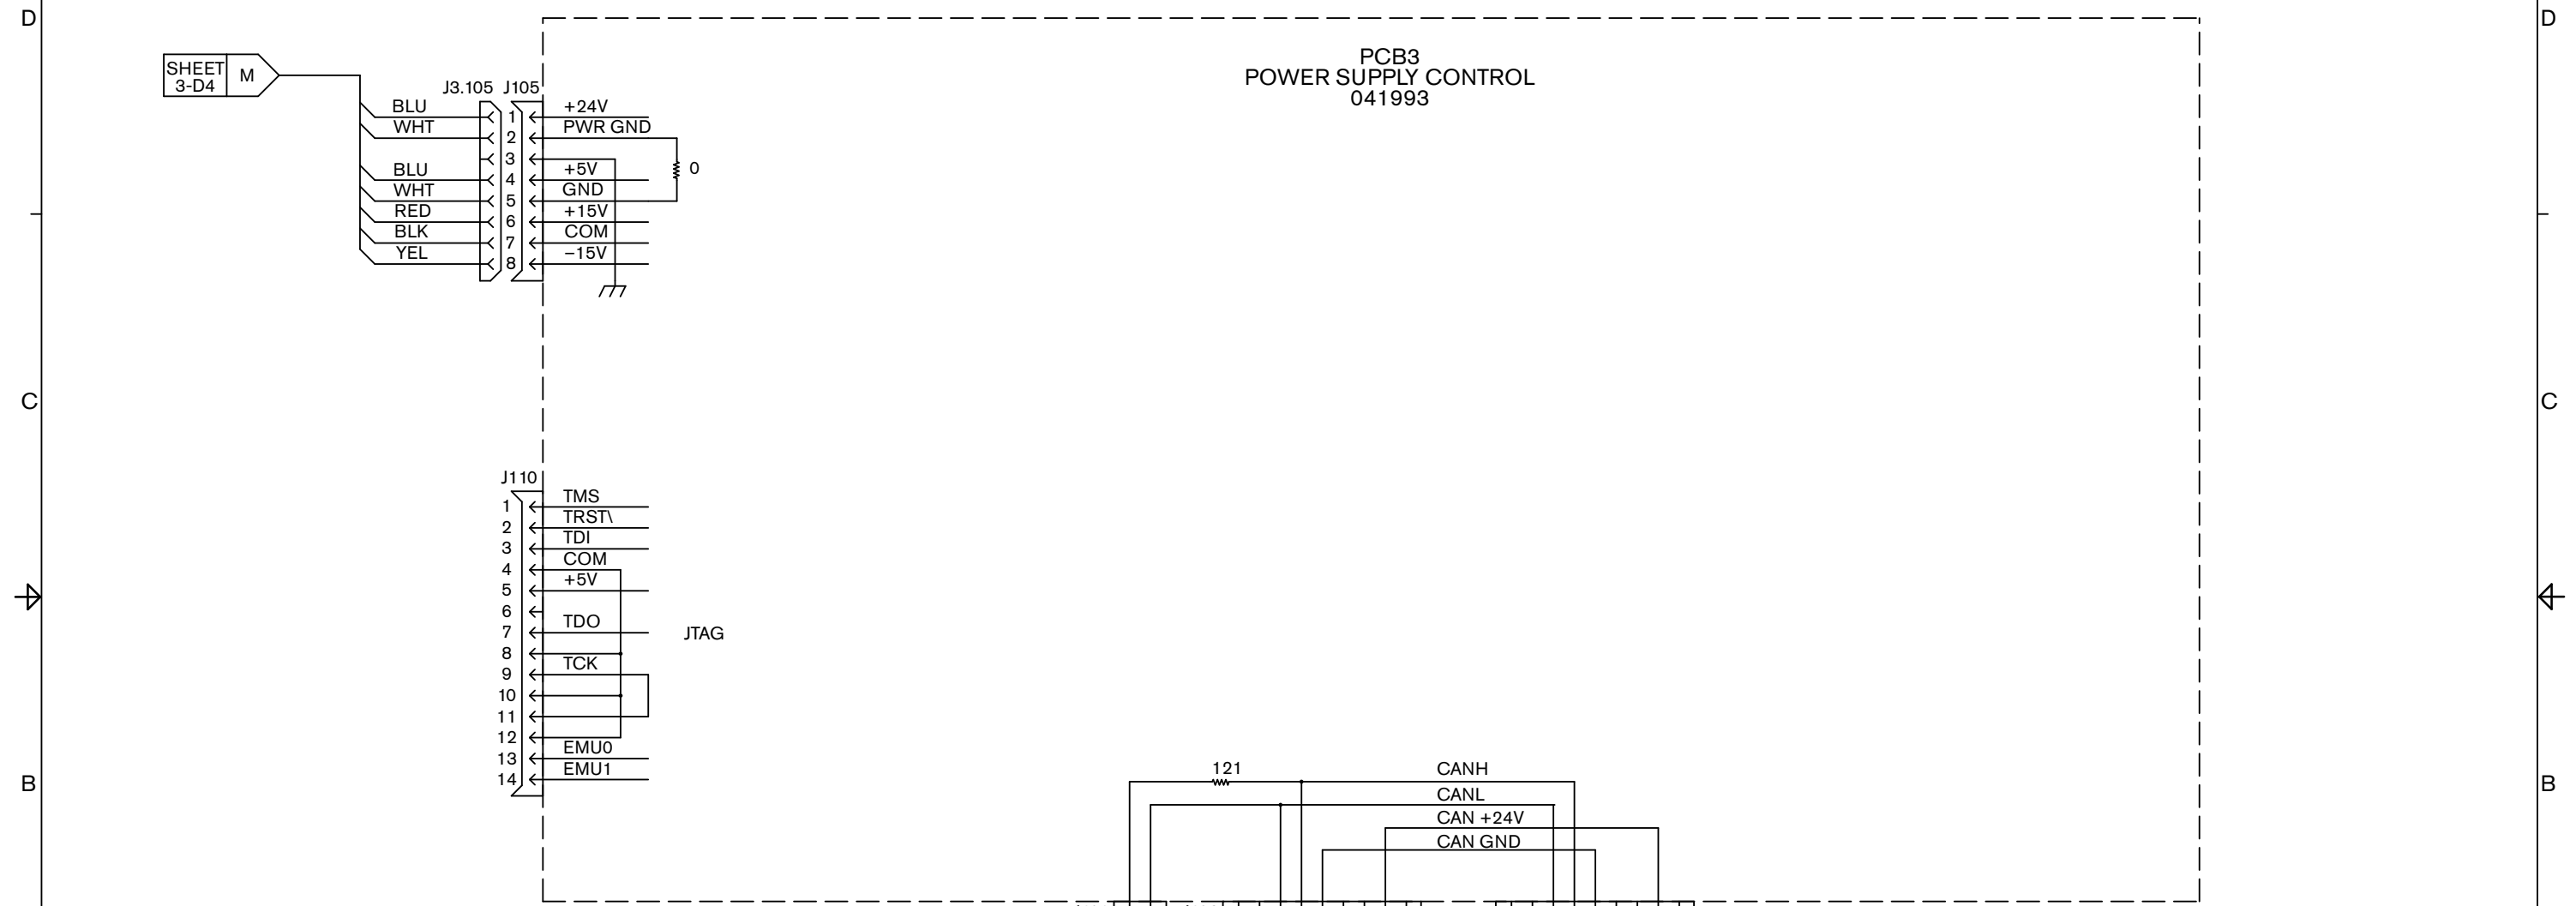 D
D
PCB3
POWER SUPPLY CONTROL
041993
SHEET
3-D4
M
J3.105
J105
BLU
1
+24V
WHT
2
PWR GND
3
BLU
4
+5V
0
WHT
5
GND
RED
6
+15V
BLK
7
COM
YEL
8
−15V
C
C
J110
1
TMS
2
TRST\
3
TDI
4
COM
5
+5V
6
7
TDO
JTAG
8
9
TCK
10
11
12
13
EMU0
14
EMU1
B
B
121
CANH
CANL
CAN +24V
CAN GND